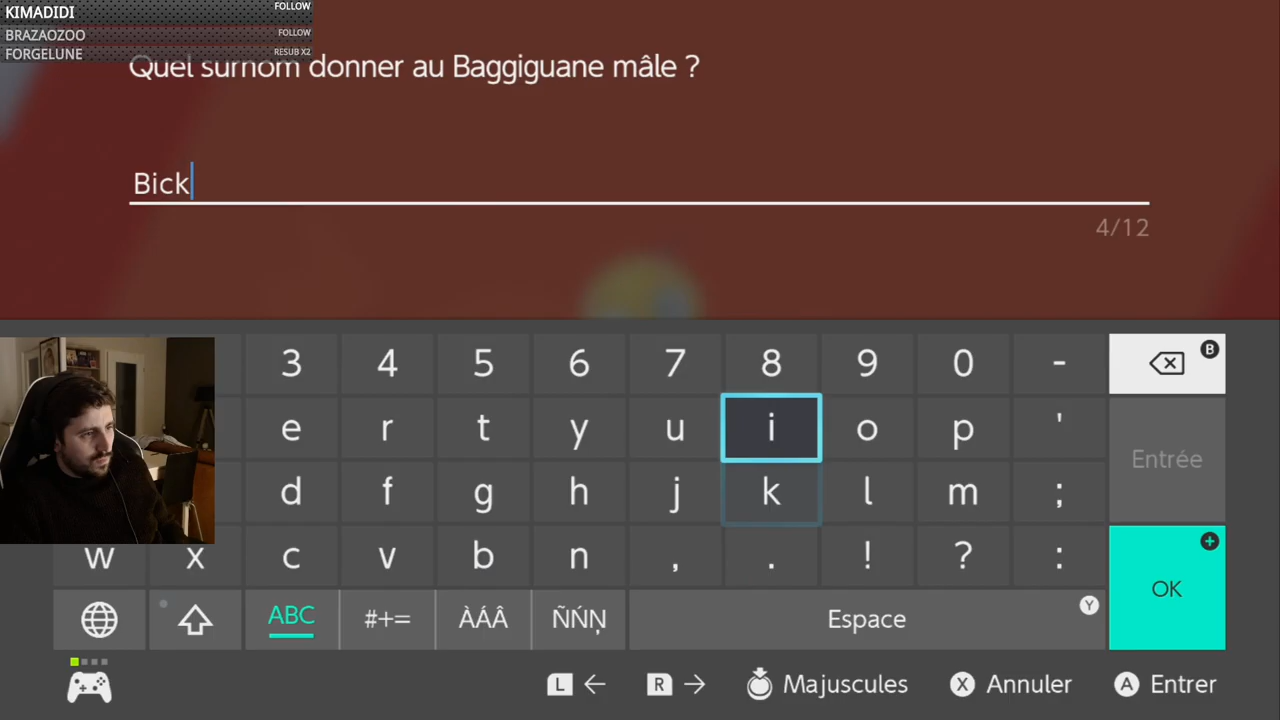 KIMADIDI FOLLOW
BRAZAOZOO FOLLOW
FORGELUNE RESUB X2
Quel surnom donner au Baggiguane mâle ?
Bick
4/12
3 4 5 6 7 8 9 0 - B
e r t y u i o p ' Entrée
d f g h j k l m ;
w x c v b n , . ! ? : OK +
ABC #+= ÀÁÂ ÑŃŅ Espace Y
L ← R → Majuscules X Annuler A Entrer